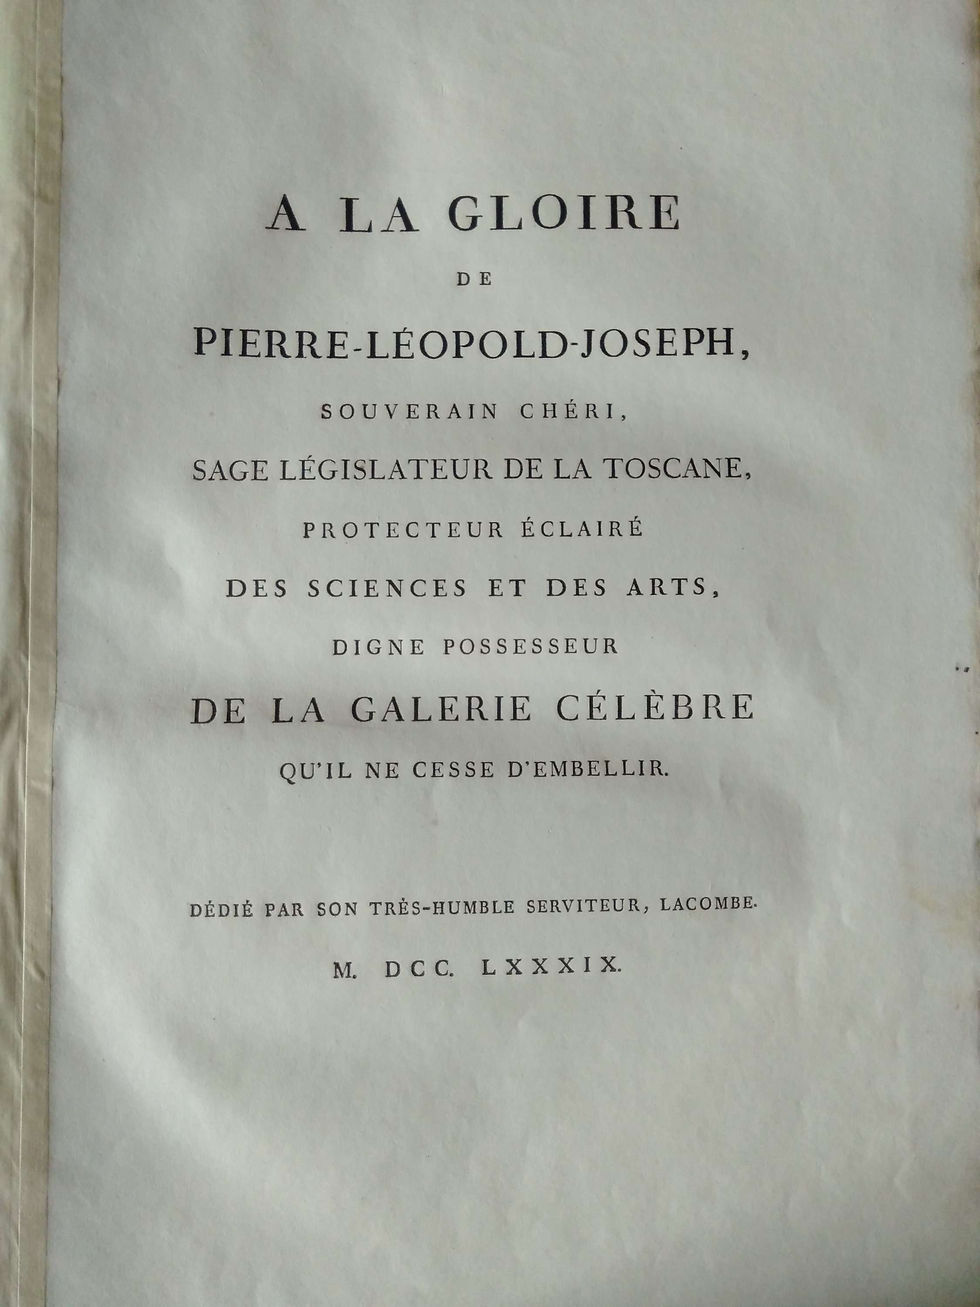 A LA GLOIRE
DE
PIERRE-LÉOPOLD-JOSEPH,
SOUVERAIN CHÉRI,
SAGE LÉGISLATEUR DE LA TOSCANE,
PROTECTEUR ÉCLAIRÉ
DES SCIENCES ET DES ARTS,
DIGNE POSSESSEUR
DE LA GALERIE CÉLÈBRE
QU'IL NE CESSE D'EMBELLIR.
DÉDIÉ PAR SON TRÈS-HUMBLE SERVITEUR, LACOMBE.
M. DCC. LXXXIX.